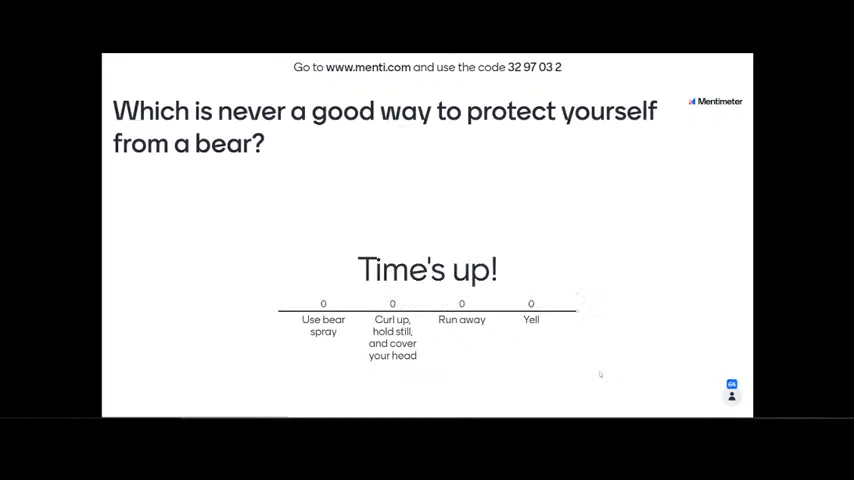 Go to www.menti.com and use the code 32 97 03 2
Mentimeter
Which is never a good way to protect yourself
from a bear?
Time's up!
0 0 0 0
Use bear
spray
Curl up,
hold still,
and cover
your head
Run away
Yell